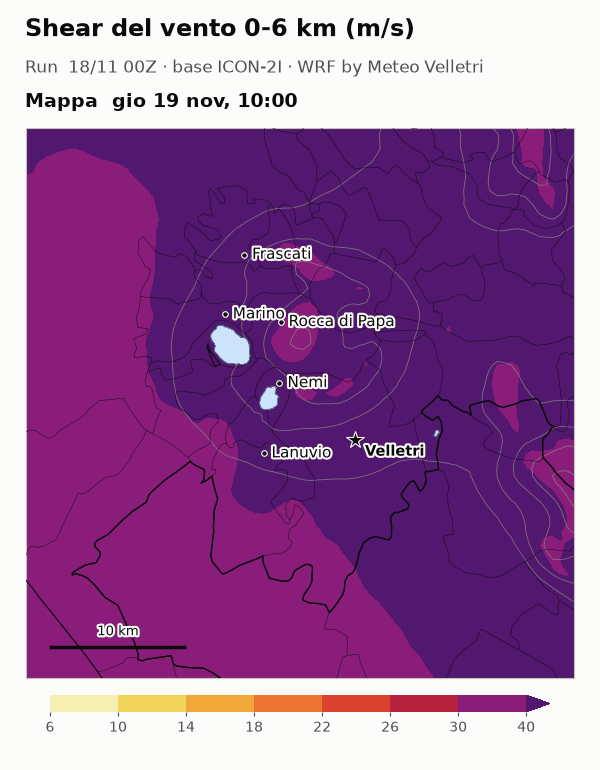 Shear del vento 0-6 km (m/s)
Run  18/11 00Z · base ICON-2I · WRF by Meteo Velletri
Mappa  gio 19 nov, 10:00
Frascati
Marino
Rocca di Papa
Nemi
Velletri
Lanuvio
10 km
6 10 14 18 22 26 30 40